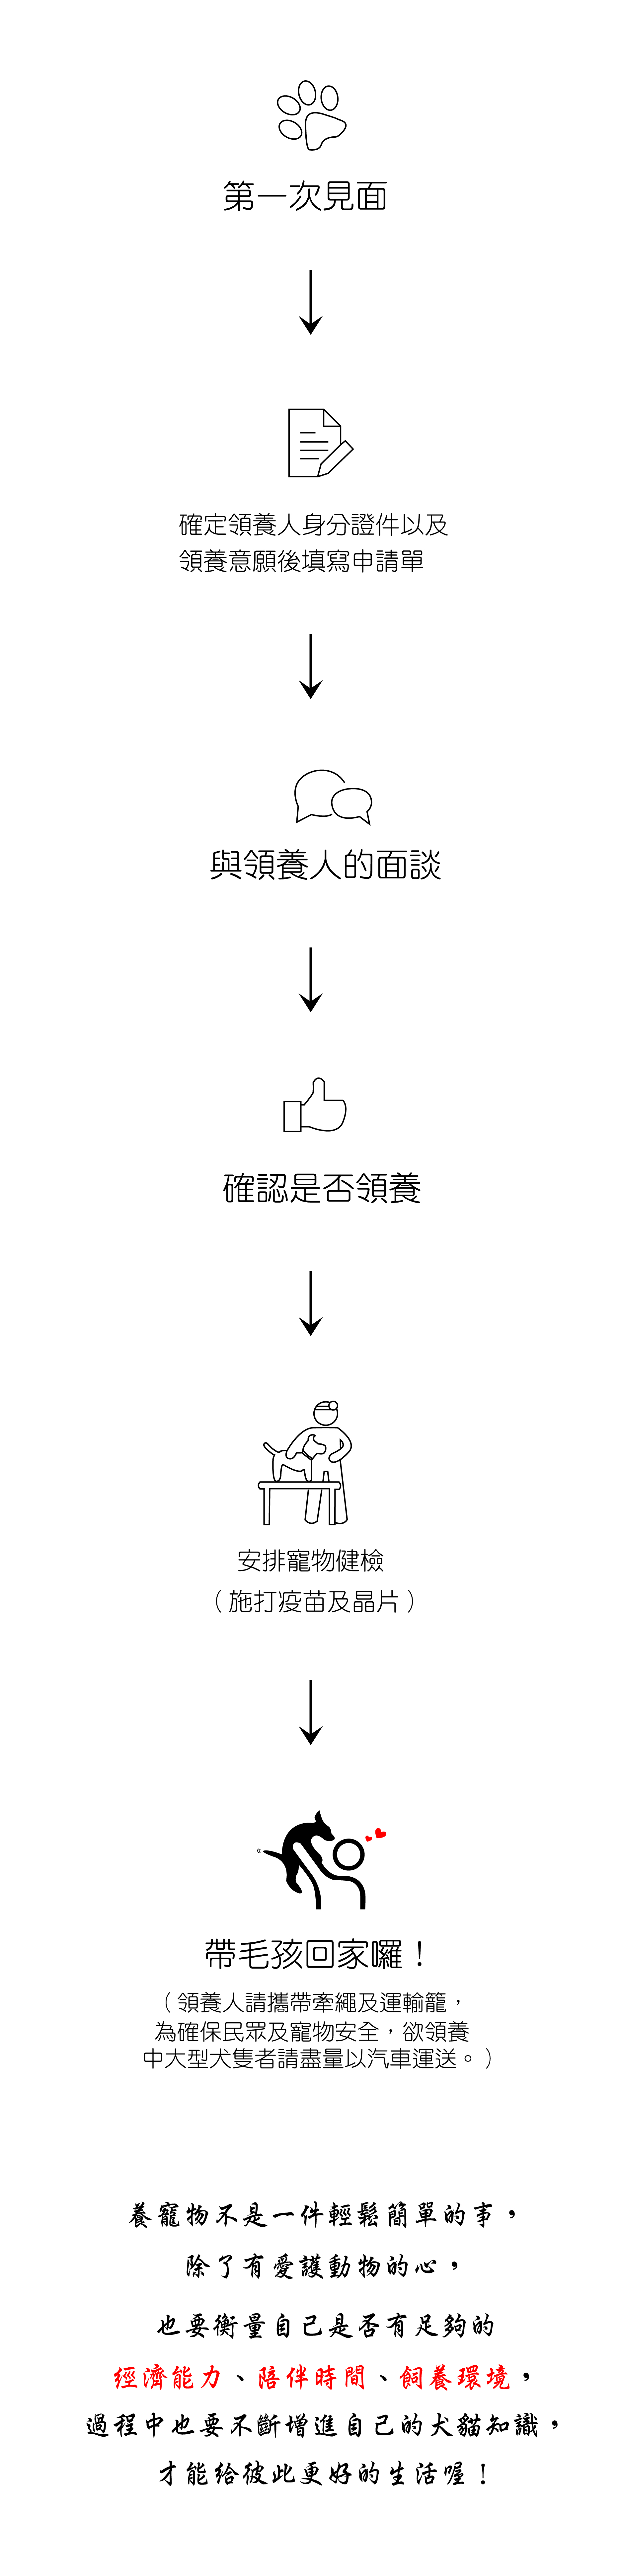 第一次見面
確定領養人身分證件以及
領養意願後填寫申請單
與領養人的面談
確認是否領養
安排寵物健檢
（施打疫苗及晶片）
帶毛孩回家囉！
（領養人請攜帶牽繩及運輸籠，
為確保民眾及寵物安全，欲領養
中大型犬隻者請盡量以汽車運送。）
養寵物不是一件輕鬆簡單的事，
除了有愛護動物的心，
也要衡量自己是否有足夠的
經濟能力、陪伴時間、飼養環境，
過程中也要不斷增進自己的犬貓知識，
才能給彼此更好的生活喔！